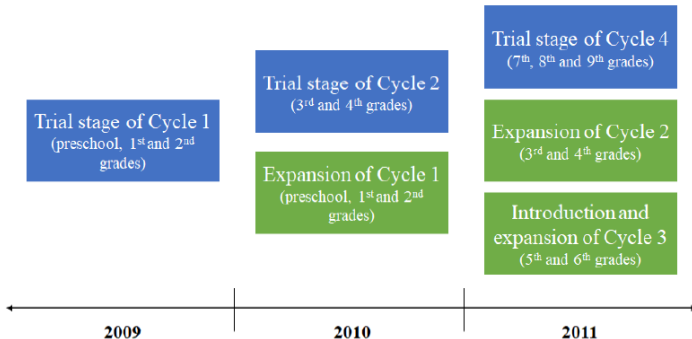 Trial stage of Cycle 1
(preschool, 1st and 2nd
grades)
Trial stage of Cycle 2
(3rd and 4th grades)
Expansion of Cycle 1
(preschool, 1st and 2nd
grades)
Trial stage of Cycle 4
(7th, 8th and 9th grades)
Expansion of Cycle 2
(3rd and 4th grades)
Introduction and
expansion of Cycle 3
(5th and 6th grades)
2009
2010
2011